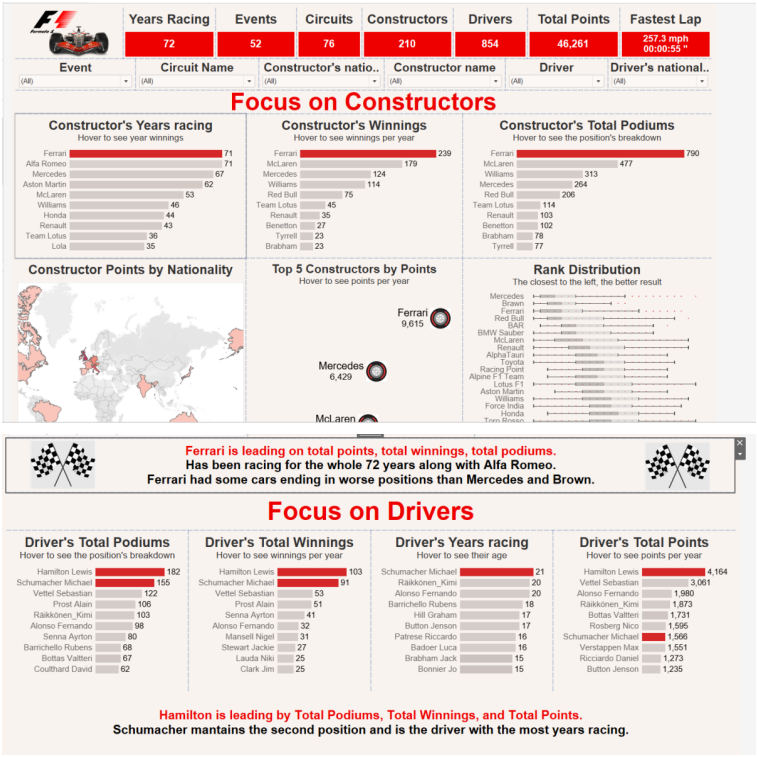 F1
Formula 1
Years Racing Events Circuits Constructors Drivers Total Points Fastest Lap
72 52 76 210 854 46,261 257.3 mph
00:00:55 "
Event Circuit Name Constructor's natio.. Constructor name Driver Driver's national..
(All) (All) (All) (All) (All) (All)
Focus on Constructors
Constructor's Years racing
Hover to see year winnings
Ferrari 71
Alfa Romeo 71
Mercedes 67
Aston Martin 62
McLaren 53
Williams 46
Honda 44
Renault 43
Team Lotus 36
Lola 35
Constructor's Winnings
Hover to see winnings per year
Ferrari 239
McLaren 179
Mercedes 124
Williams 114
Red Bull 75
Team Lotus 45
Renault 35
Benetton 27
Tyrrell 23
Brabham 23
Constructor's Total Podiums
Hover to see the position's breakdown
Ferrari 790
McLaren 477
Williams 313
Mercedes 264
Red Bull 206
Team Lotus 114
Renault 103
Benetton 102
Brabham 78
Tyrrell 77
Constructor Points by Nationality
Top 5 Constructors by Points
Hover to see points per year
Ferrari
9,615
Mercedes
6,429
McLaren
Rank Distribution
The closest to the left, the better result
Mercedes
Brawn
Ferrari
Red Bull
BAR
BMW Sauber
McLaren
Renault
AlphaTauri
Toyota
Racing Point
Alpine F1 Team
Lotus F1
Aston Martin
Williams
Force India
Honda
Toro Rosso
Ferrari is leading on total points, total winnings, total podiums.
Has been racing for the whole 72 years along with Alfa Romeo.
Ferrari had some cars ending in worse positions than Mercedes and Brown.
Focus on Drivers
Driver's Total Podiums
Hover to see the position's breakdown
Hamilton Lewis 182
Schumacher Michael 155
Vettel Sebastian 122
Prost Alain 106
Räikkönen_Kimi 103
Alonso Fernando 98
Senna Ayrton 80
Barrichello Rubens 68
Bottas Valtteri 67
Coulthard David 62
Driver's Total Winnings
Hover to see winnings per year
Hamilton Lewis 103
Schumacher Michael 91
Vettel Sebastian 53
Prost Alain 51
Senna Ayrton 41
Alonso Fernando 32
Mansell Nigel 31
Stewart Jackie 27
Lauda Niki 25
Clark Jim 25
Driver's Years racing
Hover to see their age
Schumacher Michael 21
Räikkönen_Kimi 20
Alonso Fernando 20
Barrichello Rubens 18
Hill Graham 17
Button Jenson 17
Patrese Riccardo 16
Badoer Luca 16
Brabham Jack 15
Bonnier Jo 15
Driver's Total Points
Hover to see points per year
Hamilton Lewis 4,164
Vettel Sebastian 3,061
Alonso Fernando 1,980
Räikkönen_Kimi 1,873
Bottas Valtteri 1,731
Rosberg Nico 1,595
Schumacher Michael 1,566
Verstappen Max 1,551
Ricciardo Daniel 1,273
Button Jenson 1,235
Hamilton is leading by Total Podiums, Total Winnings, and Total Points.
Schumacher mantains the second position and is the driver with the most years racing.